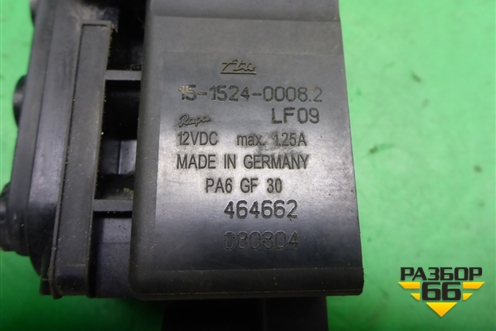 Ate
15-1524-0008.2
LF09
12VDC max. 1.25A
MADE IN GERMANY
PA6 GF 30
464662
030804
РАЗБОР
66